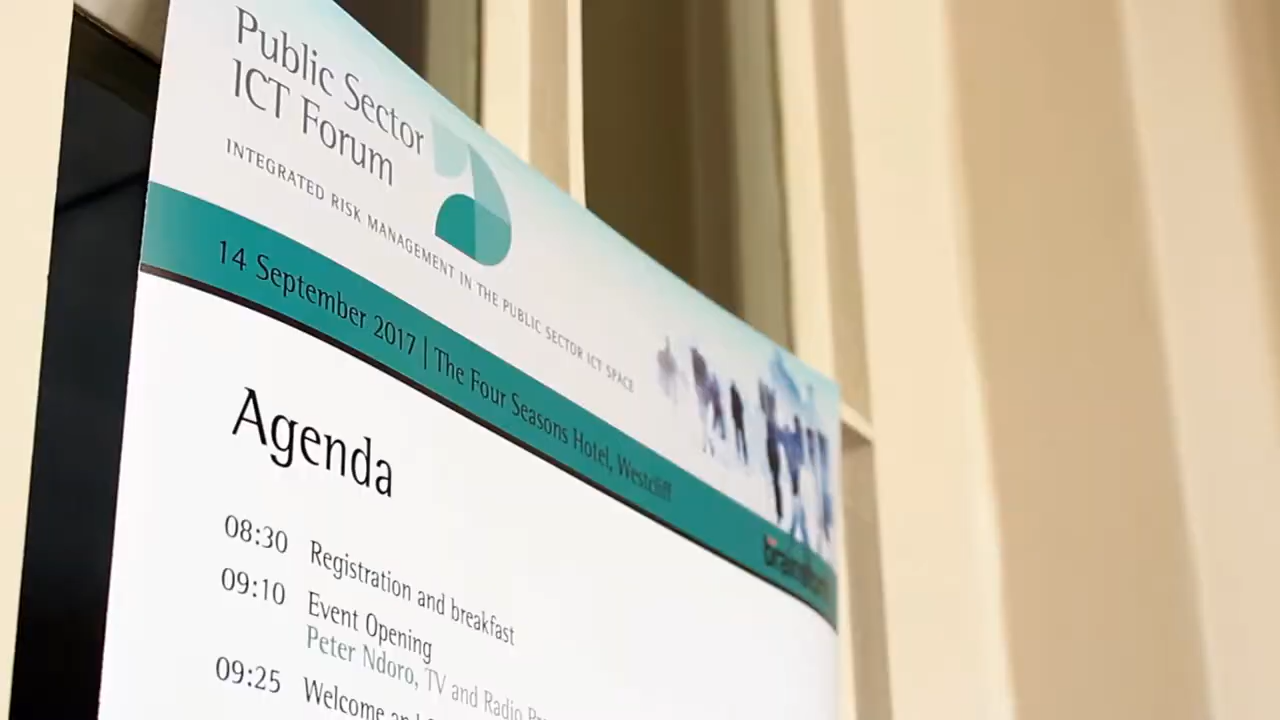 Public Sector
ICT Forum
INTEGRATED RISK MANAGEMENT IN THE PUBLIC SECTOR ICT SPACE
14 September 2017 | The Four Seasons Hotel, Westcliff
Agenda
08:30 Registration and breakfast
09:10 Event Opening
Peter Ndoro, TV and Radio
09:25 Welcome and